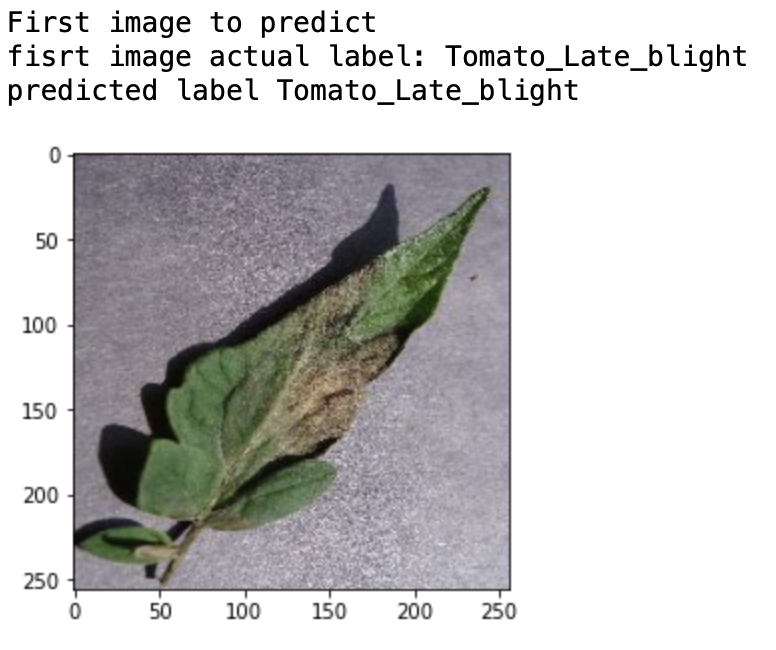 First image to predict
fisrt image actual label: Tomato_Late_blight
predicted label Tomato_Late_blight
0
50
100
150
200
250
0 50 100 150 200 250